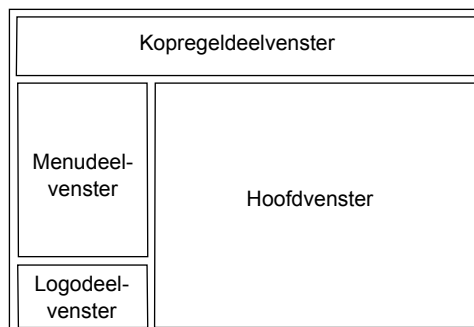 Kopregeldeelvenster
Menudeel-
venster
Hoofdvenster
Logodeel-
venster